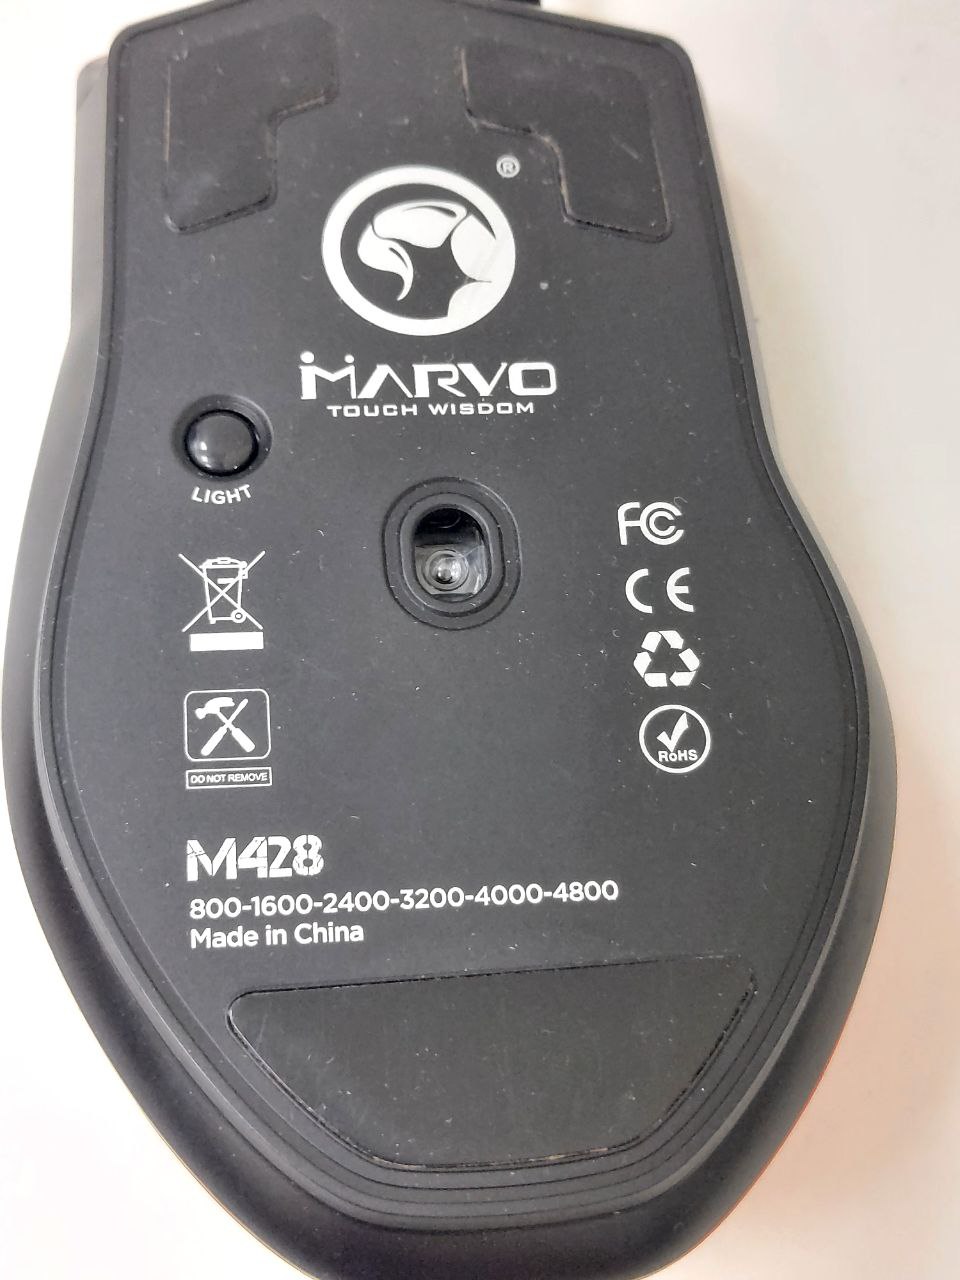 ®
MARVO
TOUCH WISDOM
LIGHT
FC
CE
DO NOT REMOVE
RoHS
M428
800-1600-2400-3200-4000-4800
Made in China